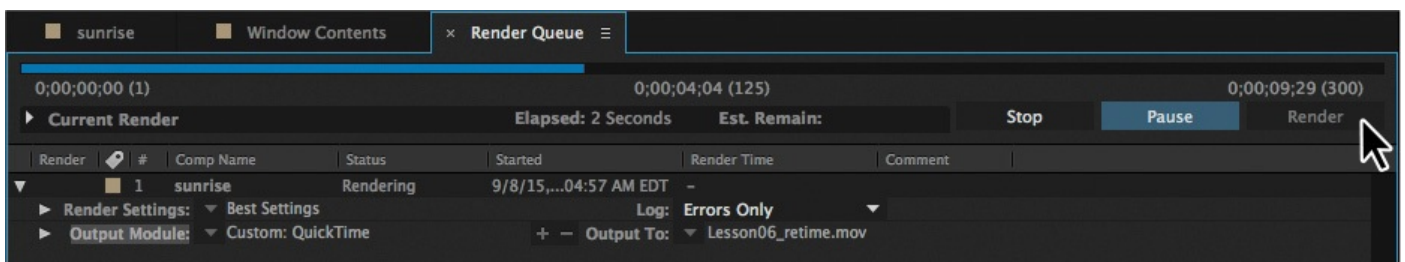 sunrise Window Contents × Render Queue ≡
0;00;00;00 (1) 0;00;04;04 (125) 0;00;09;29 (300)
Current Render Elapsed: 2 Seconds Est. Remain: Stop Pause Render
Render # Comp Name Status Started Render Time Comment
1 sunrise Rendering 9/8/15,...04:57 AM EDT –
Render Settings: Best Settings Log: Errors Only
Output Module: Custom: QuickTime + – Output To: Lesson06_retime.mov